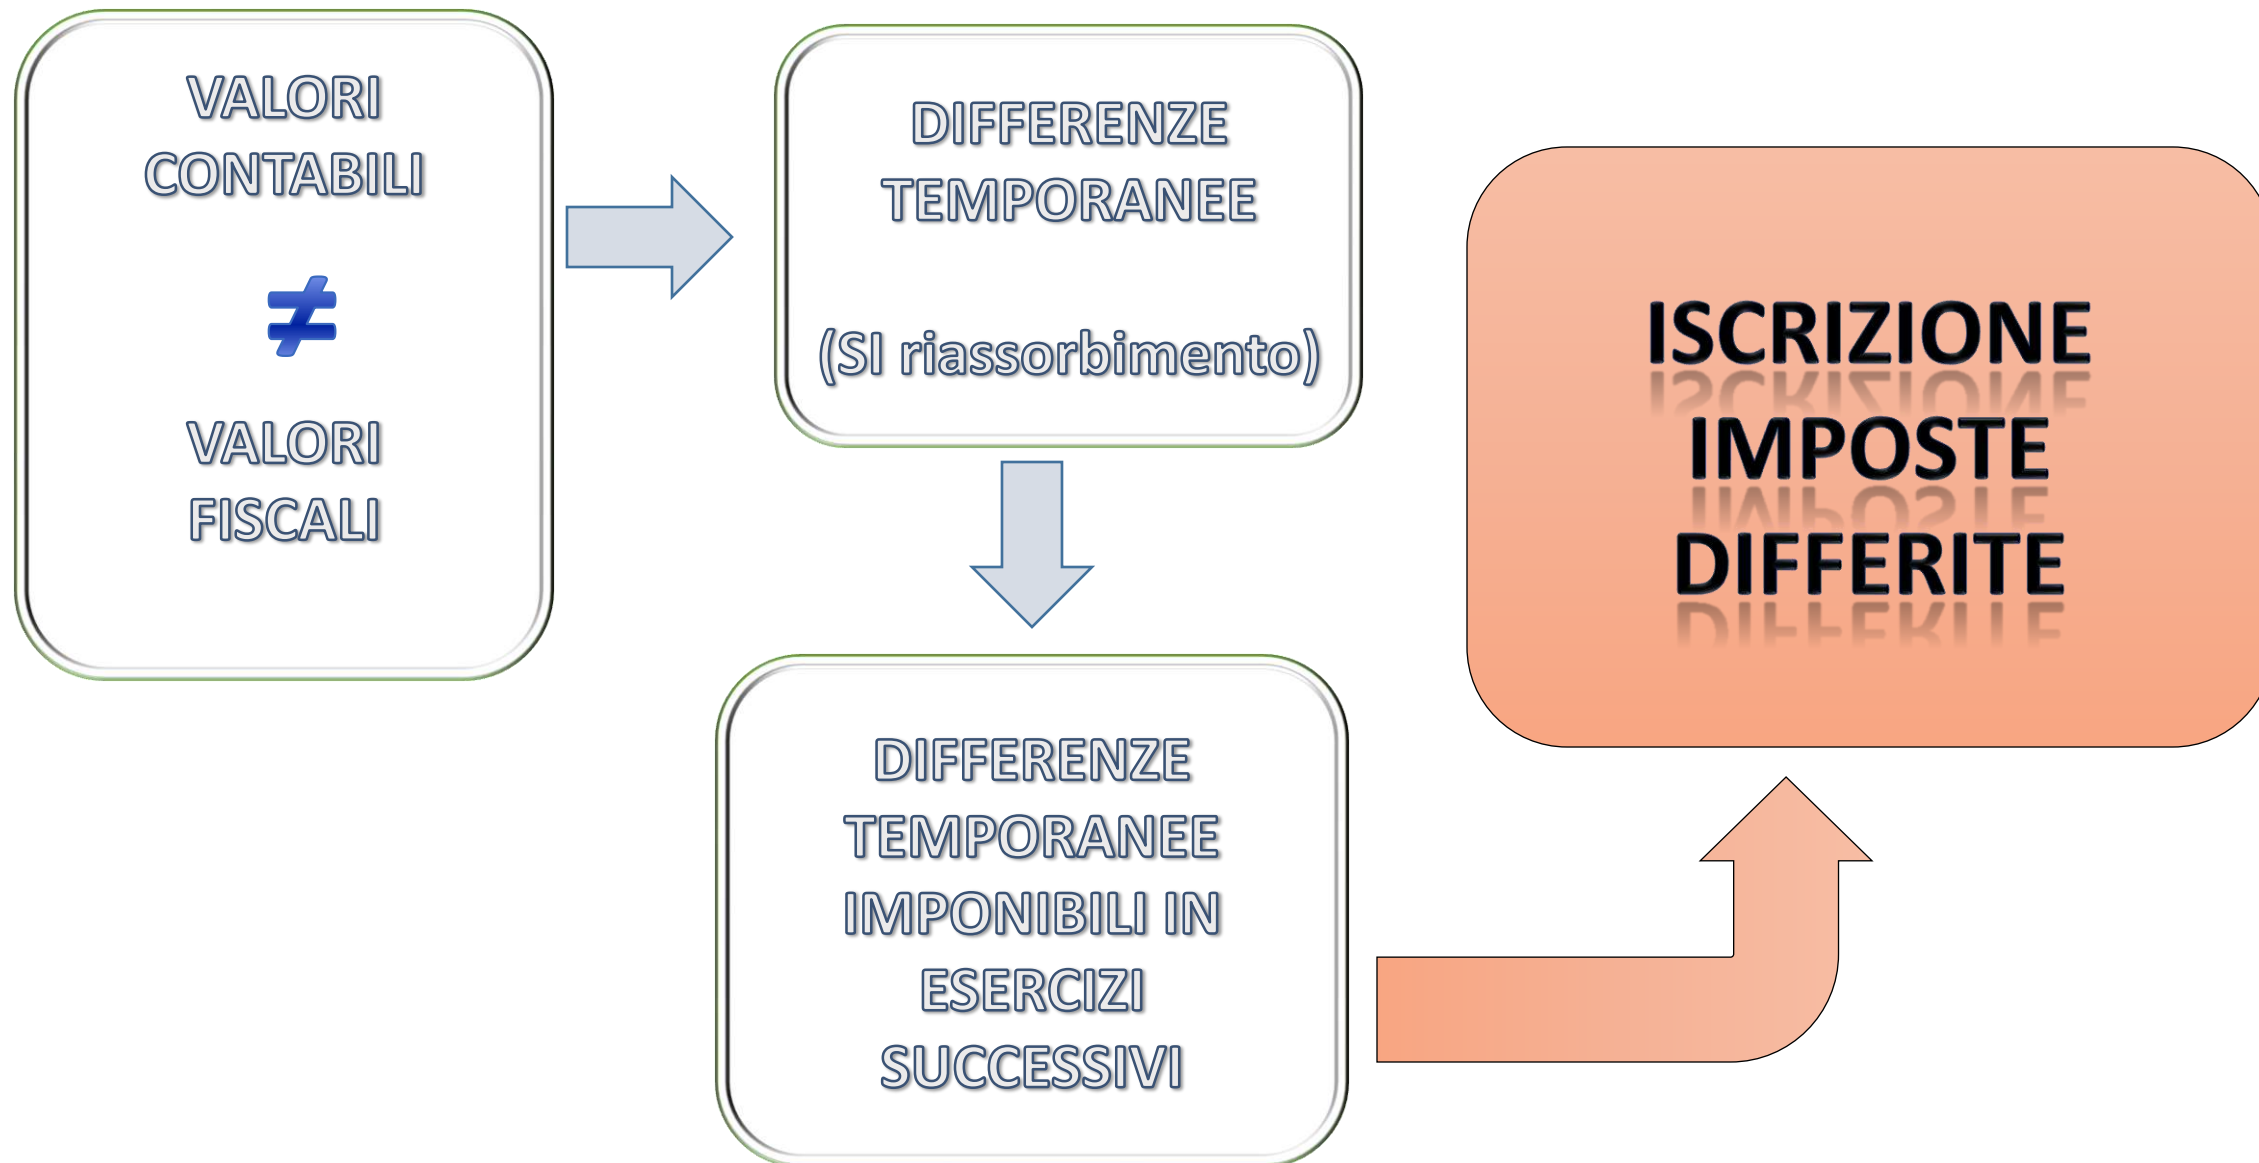 VALORI
CONTABILI
≠
VALORI
FISCALI
DIFFERENZE
TEMPORANEE
(SI riassorbimento)
DIFFERENZE
TEMPORANEE
IMPONIBILI IN
ESERCIZI
SUCCESSIVI
ISCRIZIONE
IMPOSTE
DIFFERITE